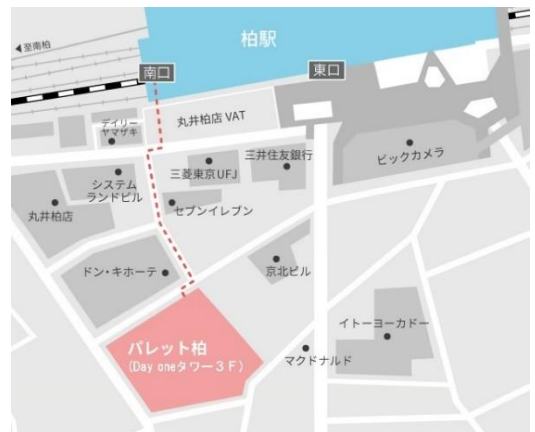 柏駅
◀至南柏
南口
東口
デイリー
ヤマザキ
丸井柏店 VAT
三井住友銀行
ビックカメラ
三菱東京UFJ
システム
ランドビル
丸井柏店
セブンイレブン
ドン・キホーテ
京北ビル
パレット柏
(Day oneタワー3F)
イトーヨーカドー
マクドナルド